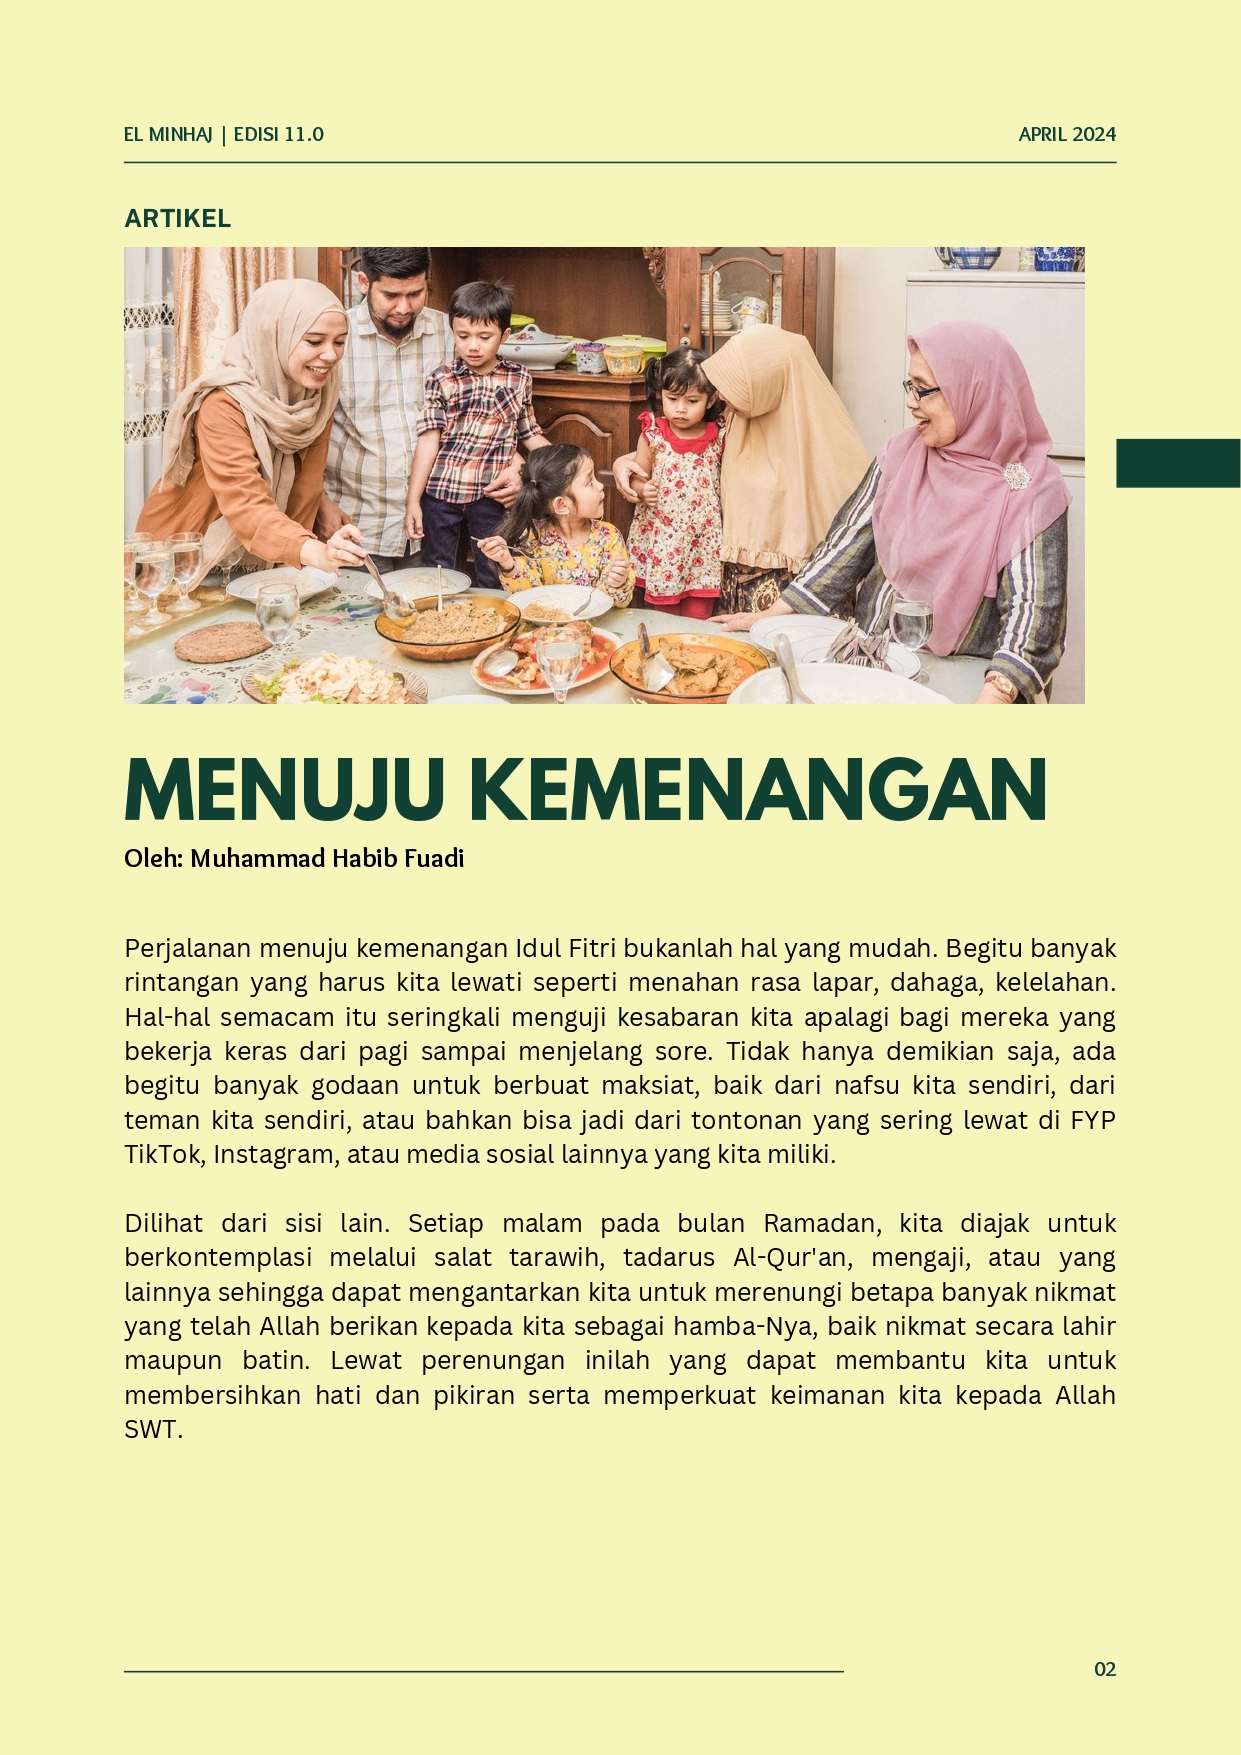 EL MINHAJ | EDISI 11.0
APRIL 2024
ARTIKEL
MENUJU KEMENANGAN
Oleh: Muhammad Habib Fuadi
Perjalanan menuju kemenangan Idul Fitri bukanlah hal yang mudah. Begitu banyak
rintangan yang harus kita lewati seperti menahan rasa lapar, dahaga, kelelahan.
Hal-hal semacam itu seringkali menguji kesabaran kita apalagi bagi mereka yang
bekerja keras dari pagi sampai menjelang sore. Tidak hanya demikian saja, ada
begitu banyak godaan untuk berbuat maksiat, baik dari nafsu kita sendiri, dari
teman kita sendiri, atau bahkan bisa jadi dari tontonan yang sering lewat di FYP
TikTok, Instagram, atau media sosial lainnya yang kita miliki.
Dilihat dari sisi lain. Setiap malam pada bulan Ramadan, kita diajak untuk
berkontemplasi melalui salat tarawih, tadarus Al-Qur'an, mengaji, atau yang
lainnya sehingga dapat mengantarkan kita untuk merenungi betapa banyak nikmat
yang telah Allah berikan kepada kita sebagai hamba-Nya, baik nikmat secara lahir
maupun batin. Lewat perenungan inilah yang dapat membantu kita untuk
membersihkan hati dan pikiran serta memperkuat keimanan kita kepada Allah
SWT.
02